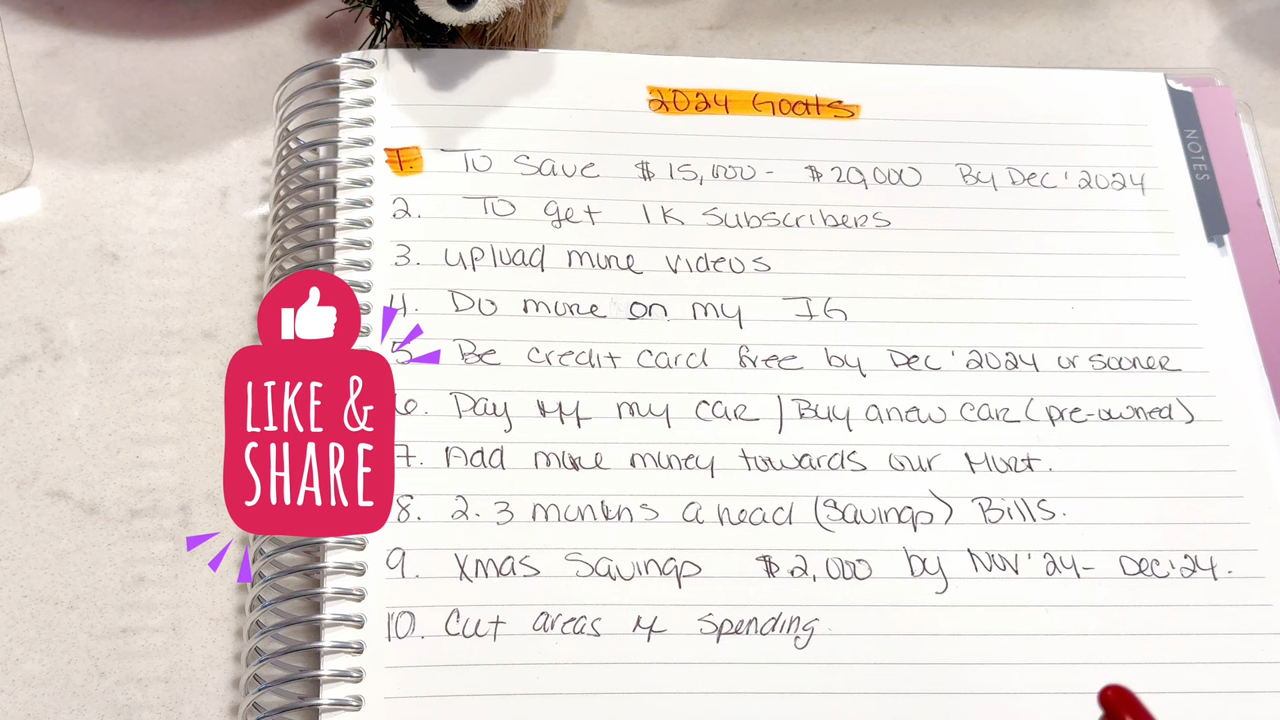 2024 Goals
1. To save $15,000 - $20,000 By Dec '2024
2. To get 1K subscribers
3. upload more videos
4. Do more on my IG
5. Be credit card free by Dec '2024 or sooner
6. Pay off my car / Buy a new car (pre-owned)
7. Add more money towards our Mort.
8. 2-3 months ahead (savings) Bills.
9. Xmas Savings $2,000 by Nov '24 - Dec '24.
10. Cut areas of spending.
NOTES
LIKE &
SHARE